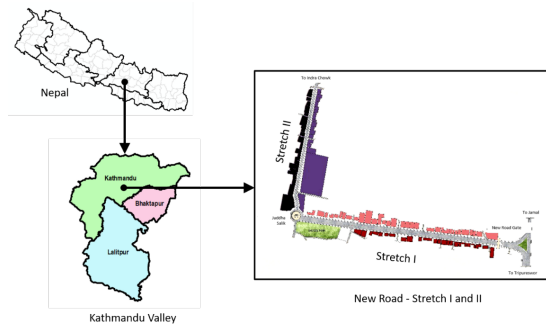 Nepal
Kathmandu
Bhaktapur
Lalitpur
Kathmandu Valley
To Indra Chowk
Stretch II
Juddha
Salik
New Road Gate
To Jamal
Stretch I
To Tripureswor
New Road - Stretch I and II